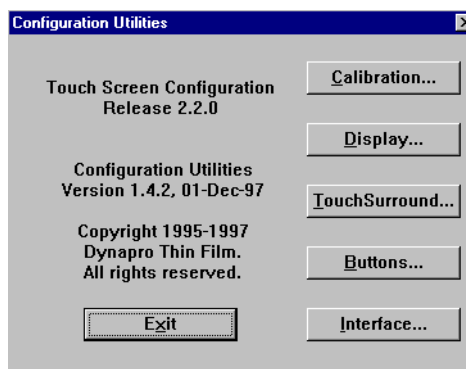 Configuration Utilities
Touch Screen Configuration
Release 2.2.0
Configuration Utilities
Version 1.4.2, 01-Dec-97
Copyright 1995-1997
Dynapro Thin Film.
All rights reserved.
Exit
Calibration...
Display...
TouchSurround...
Buttons...
Interface...